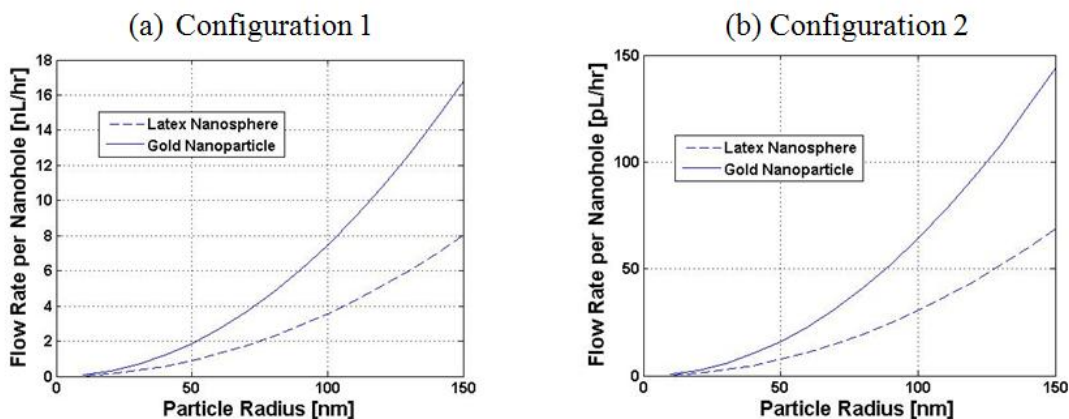 (a) Configuration 1
Flow Rate per Nanohole [nL/hr]
18
16
14
12
10
8
6
4
2
0
Latex Nanosphere
Gold Nanoparticle
0
50
100
150
Particle Radius [nm]
(b) Configuration 2
Flow Rate per Nanohole [pL/hr]
150
100
50
0
Latex Nanosphere
Gold Nanoparticle
0
50
100
150
Particle Radius [nm]